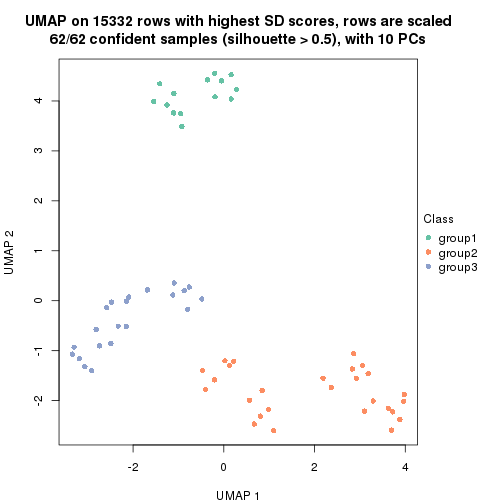 UMAP on 15332 rows with highest SD scores, rows are scaled
62/62 confident samples (silhouette > 0.5), with 10 PCs
4
3
2
1
0
-1
-2
UMAP 2
-2
0
2
4
UMAP 1
Class
group1
group2
group3